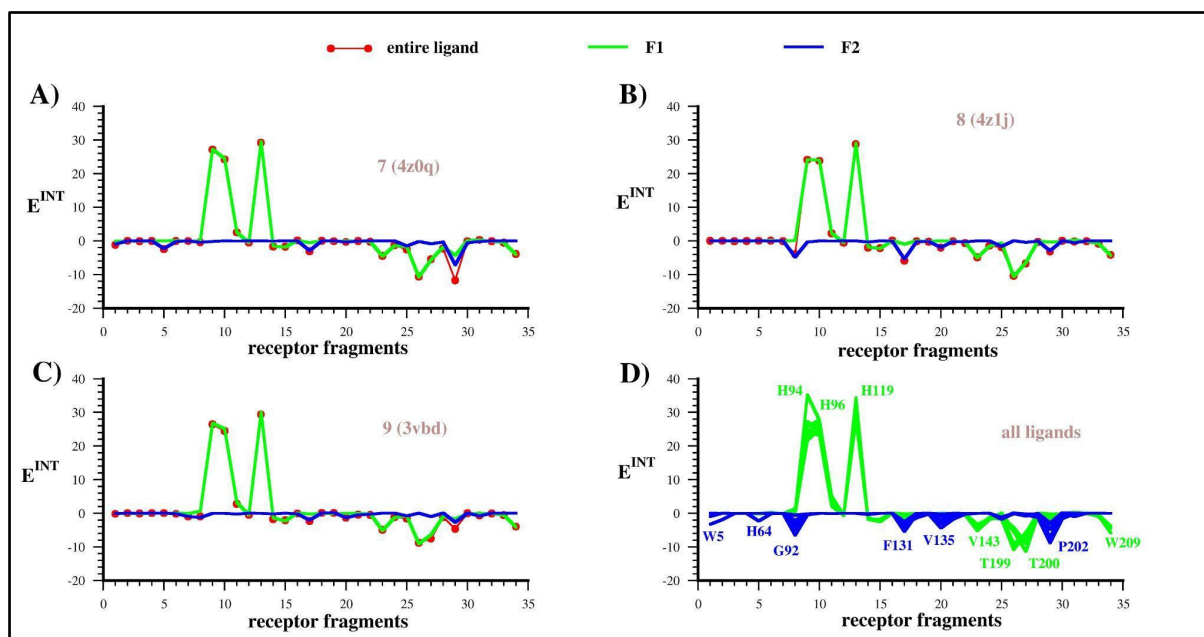 entire ligand F1 F2
A)
40
30
20
10
0
-10
-20
E^INT
7 (4z0q)
0 5 10 15 20 25 30 35
receptor fragments
B)
40
30
20
10
0
-10
-20
E^INT
8 (4z1j)
0 5 10 15 20 25 30 35
receptor fragments
C)
40
30
20
10
0
-10
-20
E^INT
9 (3vbd)
0 5 10 15 20 25 30 35
receptor fragments
D)
40
30
20
10
0
-10
-20
E^INT
H94 H96 H119
all ligands
W5 H64 G92 F131 V135 V143 T199 T200 P202 W209
0 5 10 15 20 25 30 35
receptor fragments